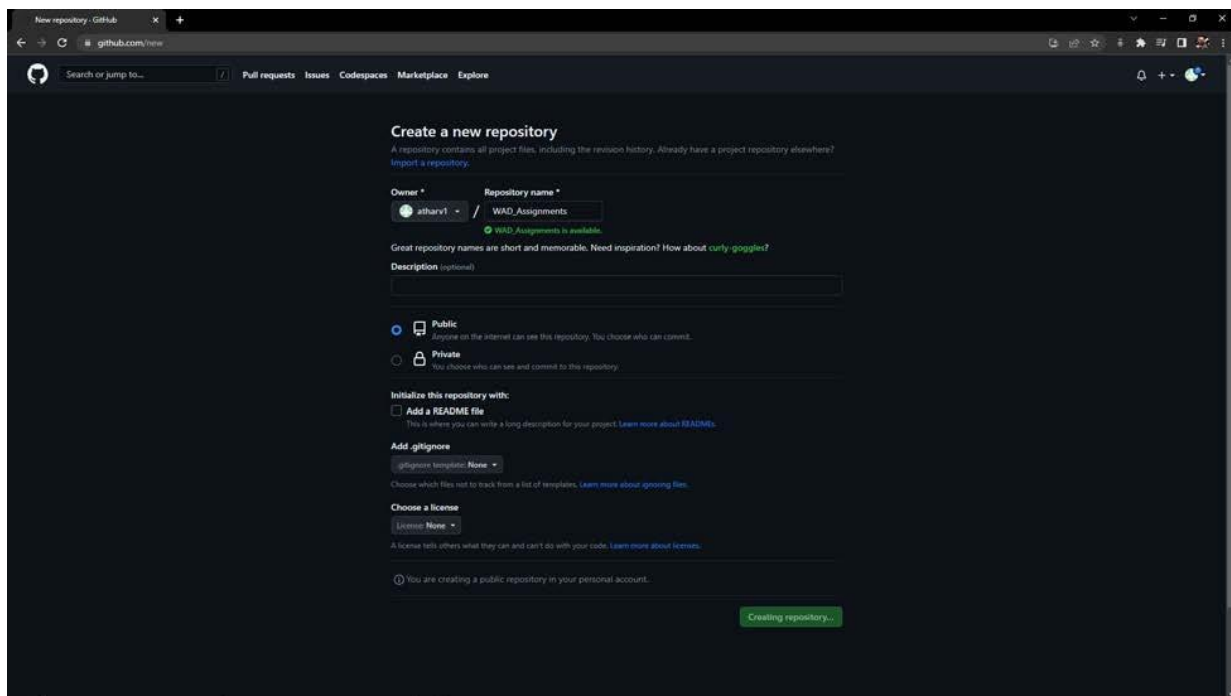 New repository · GitHub
github.com/new
Search or jump to...
/
Pull requests Issues Codespaces Marketplace Explore
Create a new repository
A repository contains all project files, including the revision history. Already have a project repository elsewhere?
Import a repository.
Owner * Repository name *
atharv1 / WAD_Assignments
WAD_Assignments is available.
Great repository names are short and memorable. Need inspiration? How about curly-goggles?
Description (optional)
Public
Anyone on the internet can see this repository. You choose who can commit.
Private
You choose who can see and commit to this repository.
Initialize this repository with:
Add a README file
This is where you can write a long description for your project. Learn more about READMEs.
Add .gitignore
.gitignore template: None
Choose which files not to track from a list of templates. Learn more about ignoring files.
Choose a license
License: None
A license tells others what they can and can't do with your code. Learn more about licenses.
You are creating a public repository in your personal account.
Creating repository...